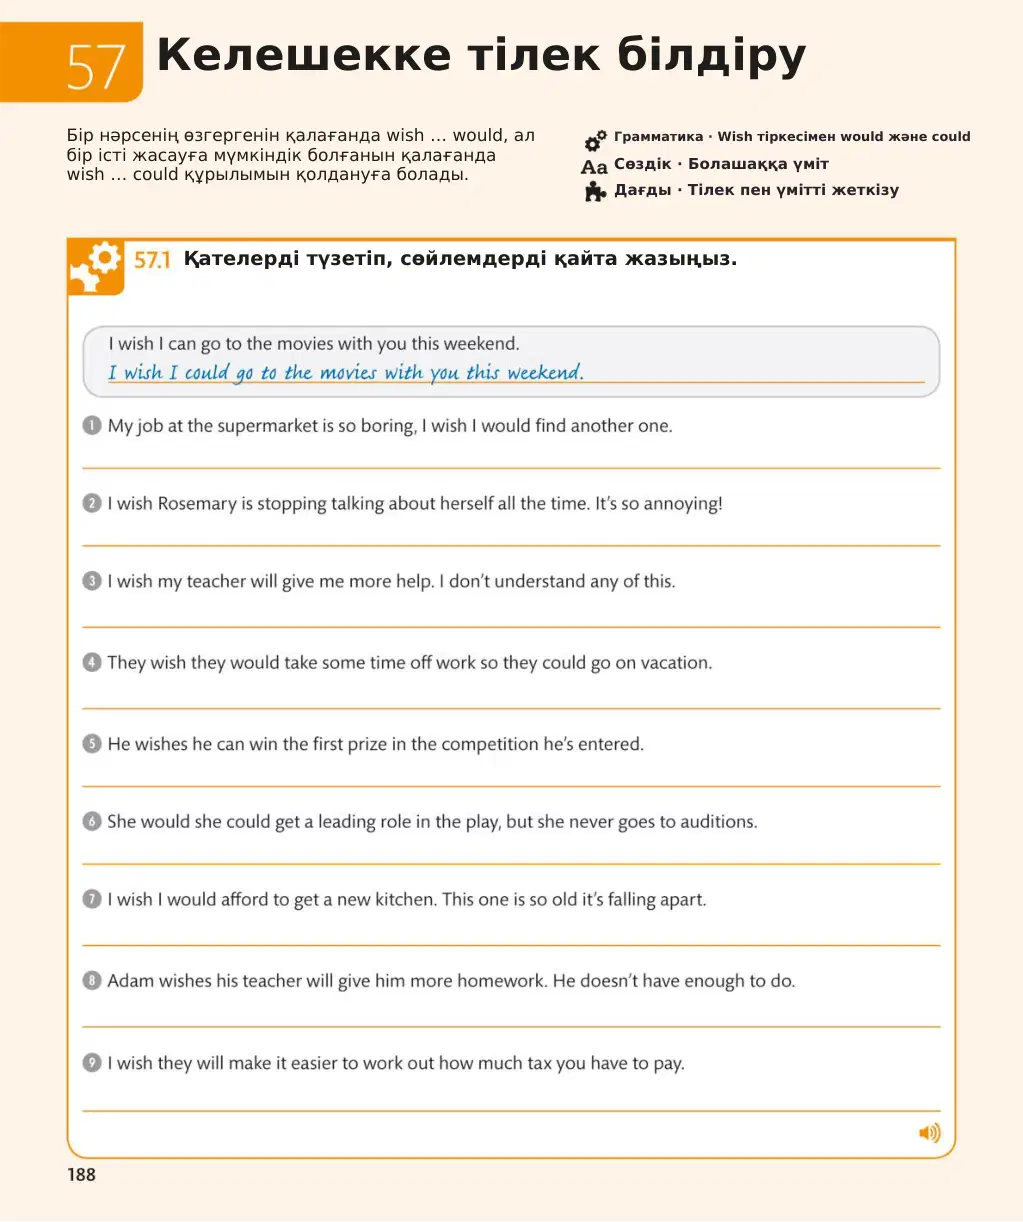 57
Келешекке тілек білдіру
Бір нәрсенің өзгергенін қалағанда wish ... would, ал
бір істі жасауға мүмкіндік болғанын қалағанда
wish ... could құрылымын қолдануға болады.
Грамматика · Wish тіркесімен would және could
Aa Сөздік · Болашаққа үміт
Дағды · Тілек пен үмітті жеткізу
57.1 Қателерді түзетіп, сөйлемдерді қайта жазыңыз.
I wish I can go to the movies with you this weekend.
I wish I could go to the movies with you this weekend.
1 My job at the supermarket is so boring, I wish I would find another one.
2 I wish Rosemary is stopping talking about herself all the time. It's so annoying!
3 I wish my teacher will give me more help. I don't understand any of this.
4 They wish they would take some time off work so they could go on vacation.
5 He wishes he can win the first prize in the competition he's entered.
6 She would she could get a leading role in the play, but she never goes to auditions.
7 I wish I would afford to get a new kitchen. This one is so old it's falling apart.
8 Adam wishes his teacher will give him more homework. He doesn't have enough to do.
9 I wish they will make it easier to work out how much tax you have to pay.
188